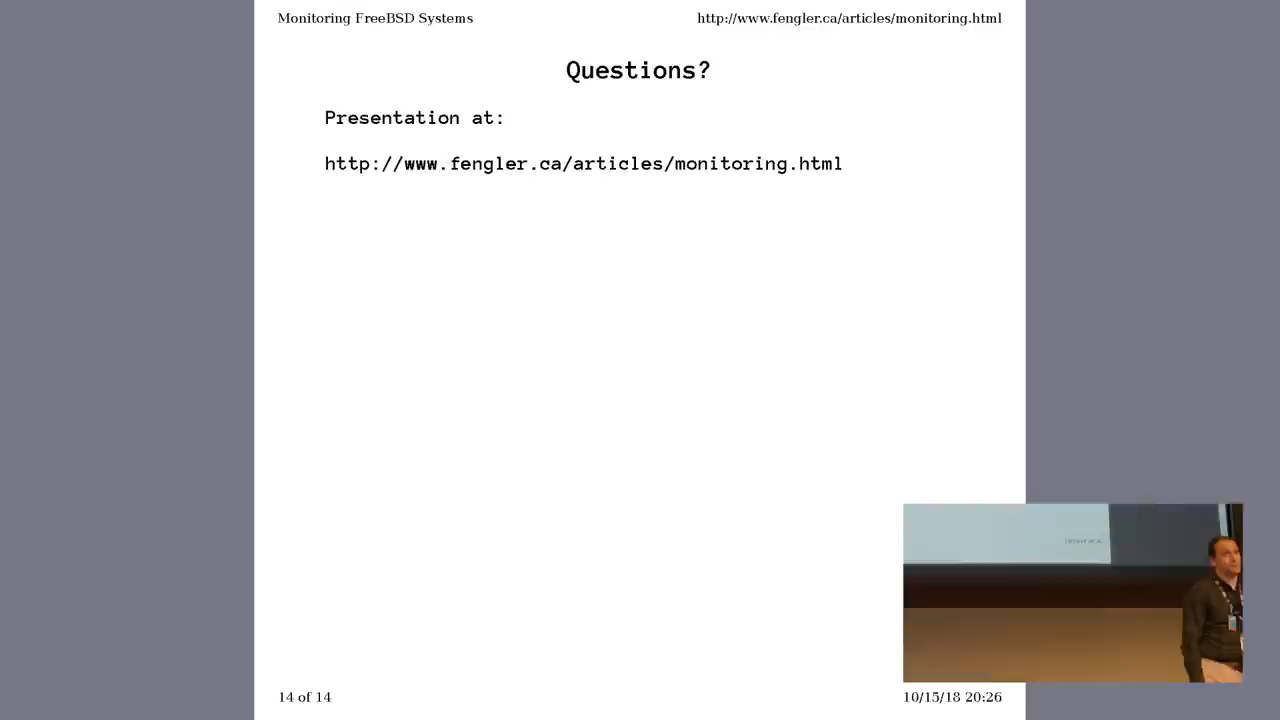 Monitoring FreeBSD Systems http://www.fengler.ca/articles/monitoring.html
Questions?
Presentation at:
http://www.fengler.ca/articles/monitoring.html
14 of 14 10/15/18 20:26